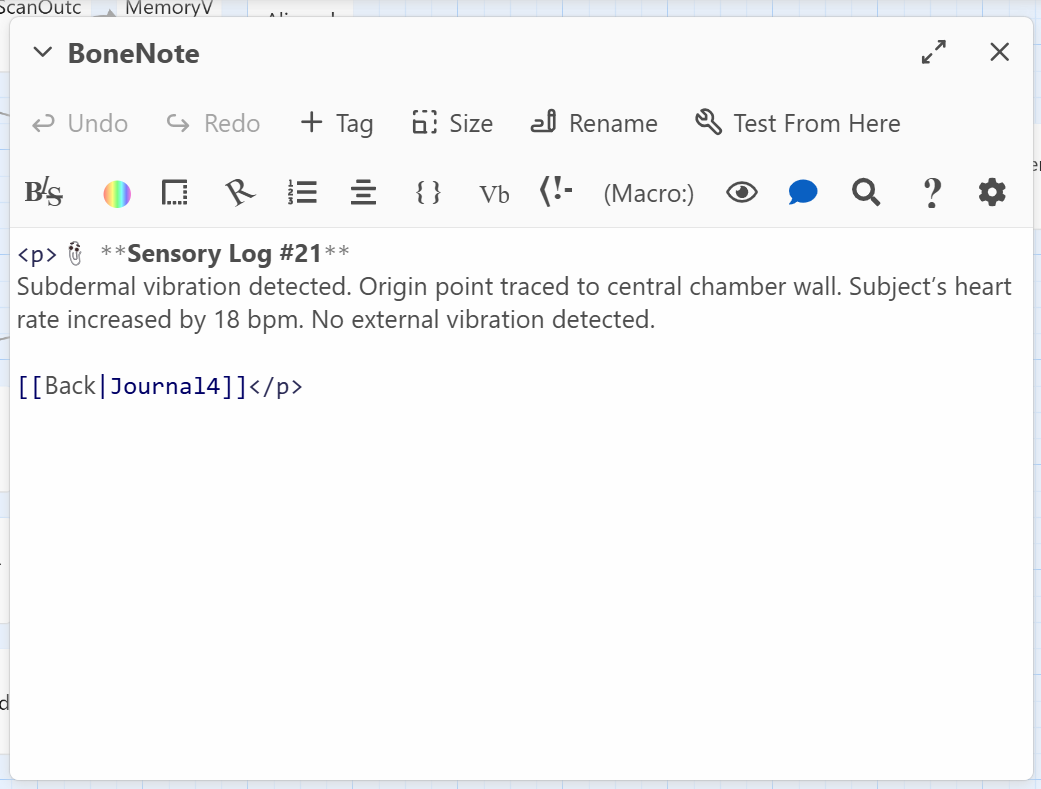 ScanOutc
MemoryV
BoneNote
Undo Redo + Tag Size Rename Test From Here
{ } Vb (Macro:) ?
<p> **Sensory Log #21**
Subdermal vibration detected. Origin point traced to central chamber wall. Subject’s heart
rate increased by 18 bpm. No external vibration detected.
[[Back|Journal4]]</p>